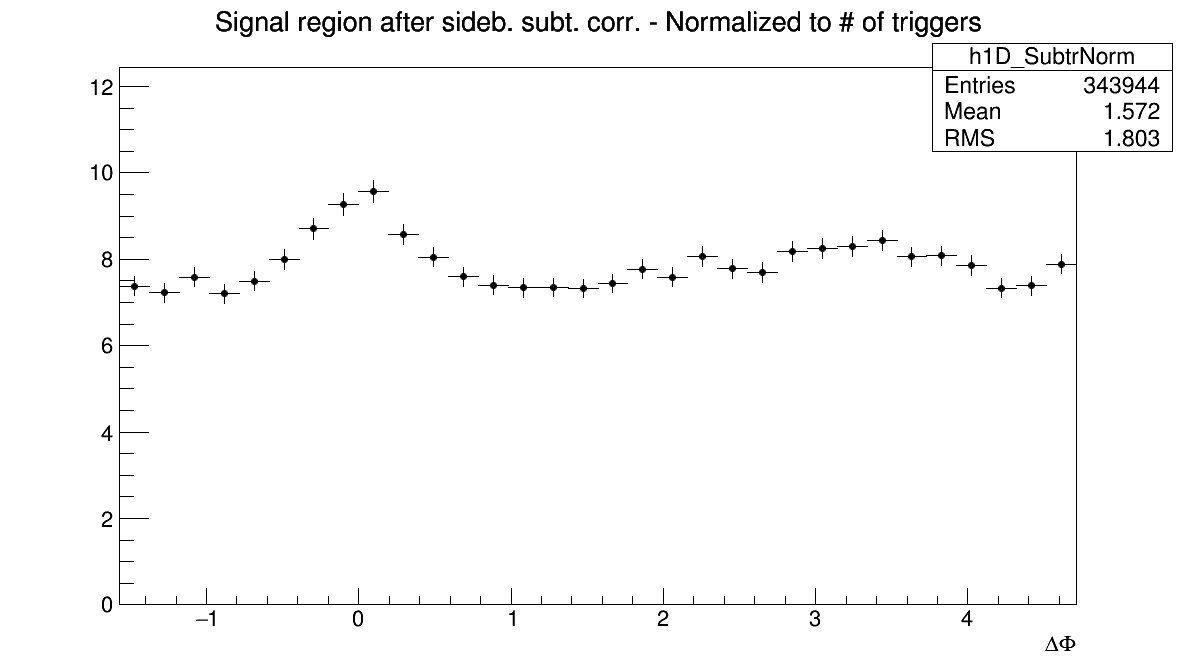 Signal region after sideb. subt. corr. - Normalized to # of triggers
h1D_SubtrNorm
Entries 343944
Mean 1.572
RMS 1.803
12
10
8
6
4
2
0
−1 0 1 2 3 4
ΔΦ